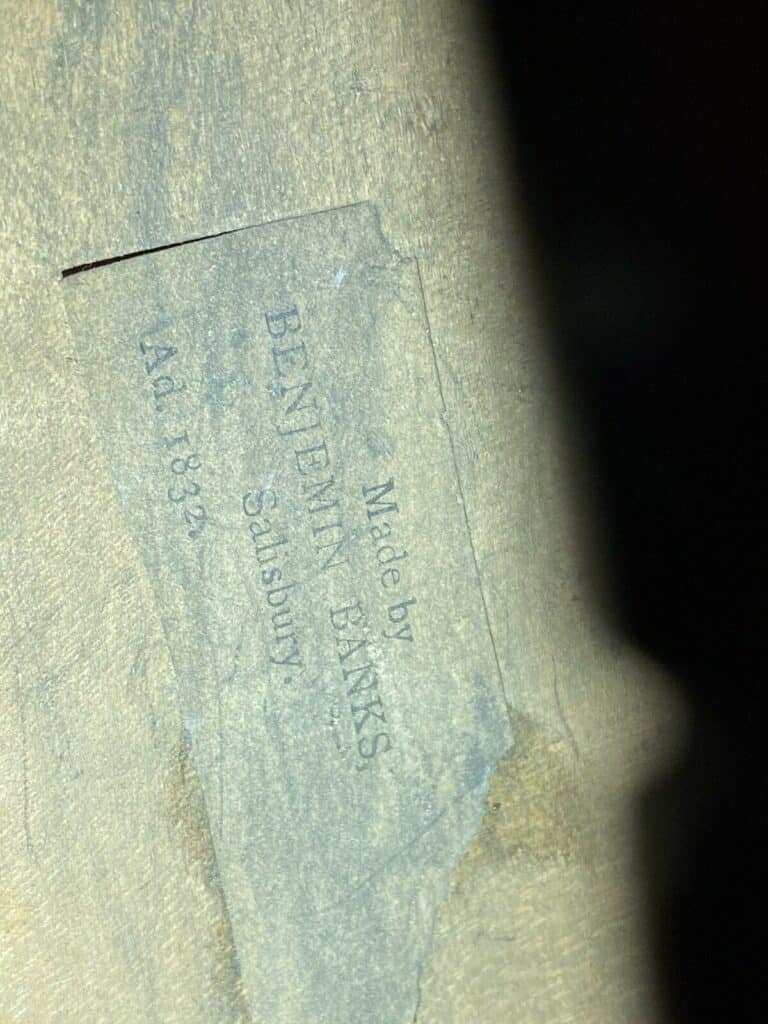 Made by
BENJEMIN BANKS,
Salisbury.
Ad. 1832.